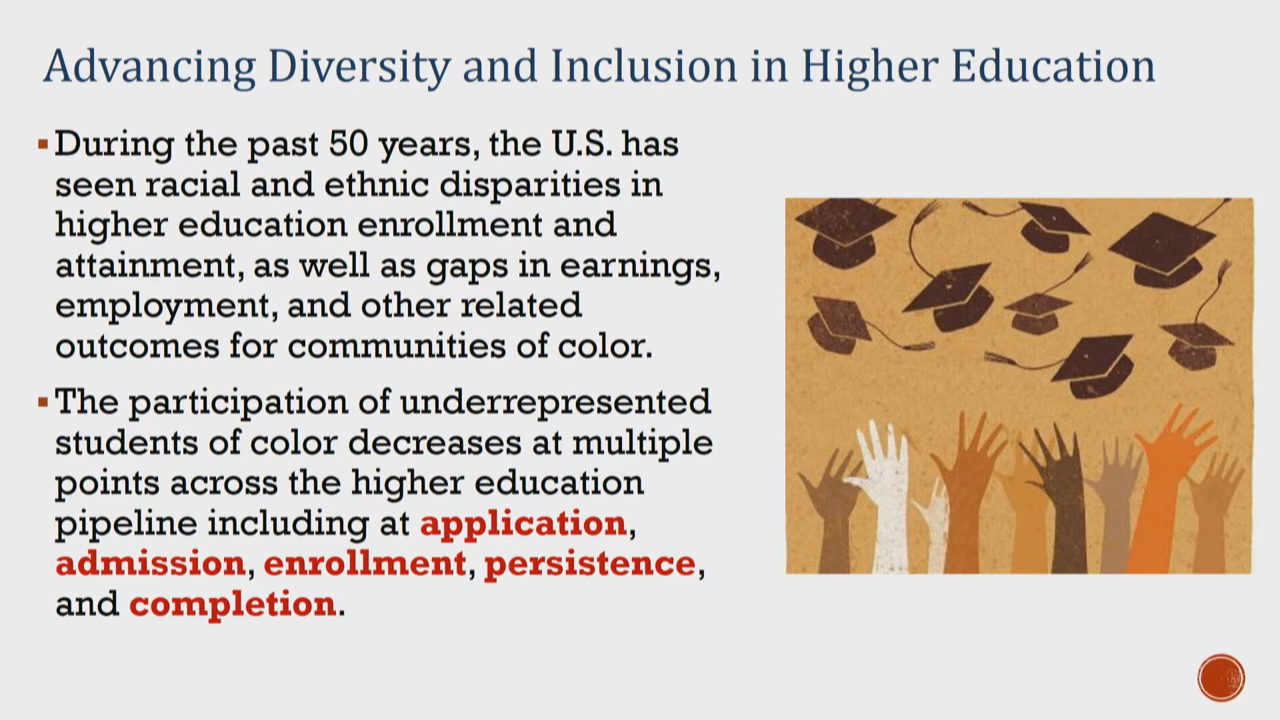 Advancing Diversity and Inclusion in Higher Education
▪During the past 50 years, the U.S. has
seen racial and ethnic disparities in
higher education enrollment and
attainment, as well as gaps in earnings,
employment, and other related
outcomes for communities of color.
▪The participation of underrepresented
students of color decreases at multiple
points across the higher education
pipeline including at application,
admission, enrollment, persistence,
and completion.